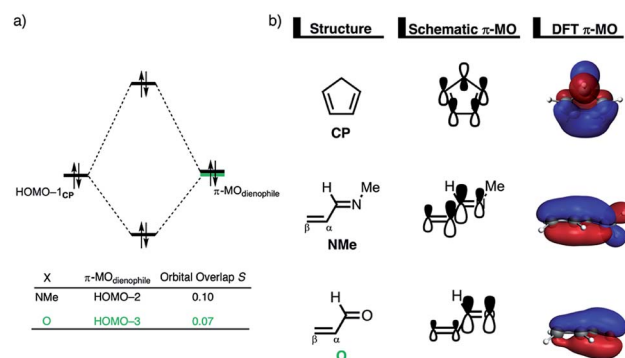 a)
HOMO–1CP
π-MOdienophile
X π-MOdienophile Orbital Overlap S
NMe HOMO–2 0.10
O HOMO–3 0.07
b)
Structure Schematic π-MO DFT π-MO
CP
Me
H
N
β α
NMe
H
Me
H
O
β α
O
H